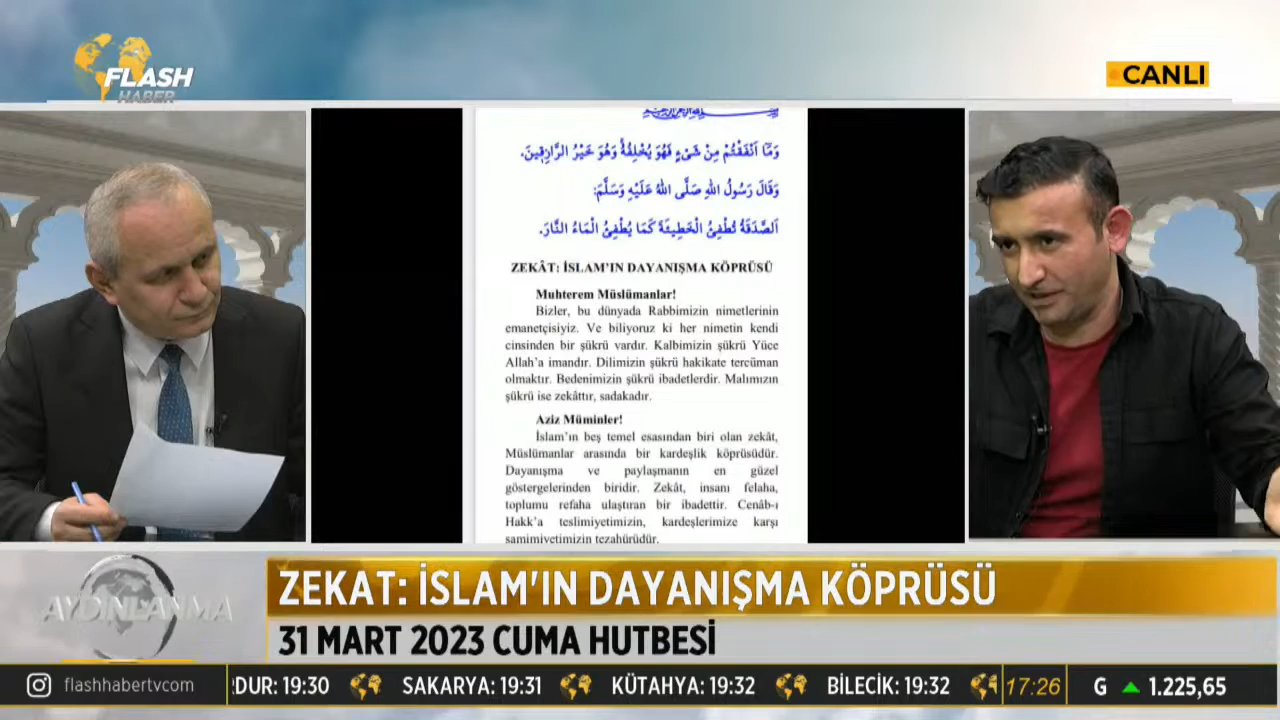 FLASH
HABER
CANLI
وَمَٓا اَنْفَقْتُمْ مِنْ شَیْءٍ فَهُوَ يُخْلِفُهُۚ وَهُوَ خَيْرُ الرَّازِق۪ينَ.
وَقَالَ رَسُولُ اللّٰهِ صَلَّى اللّٰهُ عَلَيْهِ وَسَلَّمَ:
اَلصَّدَقَةُ تُطْفِئُ الْخَطِيئَةَ كَمَا يُطْفِئُ الْمَاءُ النَّارَ.
ZEKÂT: İSLAM'IN DAYANIŞMA KÖPRÜSÜ
Muhterem Müslümanlar!
Bizler, bu dünyada Rabbimizin nimetlerinin
emanetçisiyiz. Ve biliyoruz ki her nimetin kendi
cinsinden bir şükrü vardır. Kalbimizin şükrü Yüce
Allah'a imandır. Dilimizin şükrü hakikate tercüman
olmaktır. Bedenimizin şükrü ibadetlerdir. Malımızın
şükrü ise zekâttır, sadakadır.
Aziz Müminler!
İslam'ın beş temel esasından biri olan zekât,
Müslümanlar arasında bir kardeşlik köprüsüdür.
Dayanışma ve paylaşmanın en güzel
göstergelerinden biridir. Zekât, insanı felaha,
toplumu refaha ulaştıran bir ibadettir. Cenâb-ı
Hakk'a teslimiyetimizin, kardeşlerimize karşı
samimiyetimizin tezahürüdür.
AYDINLANMA
ZEKAT: İSLAM'IN DAYANIŞMA KÖPRÜSÜ
31 MART 2023 CUMA HUTBESİ
flashhabertvcom
DUR: 19:30 SAKARYA: 19:31 KÜTAHYA: 19:32 BİLECİK: 19:32 17:26 G 1.225,65